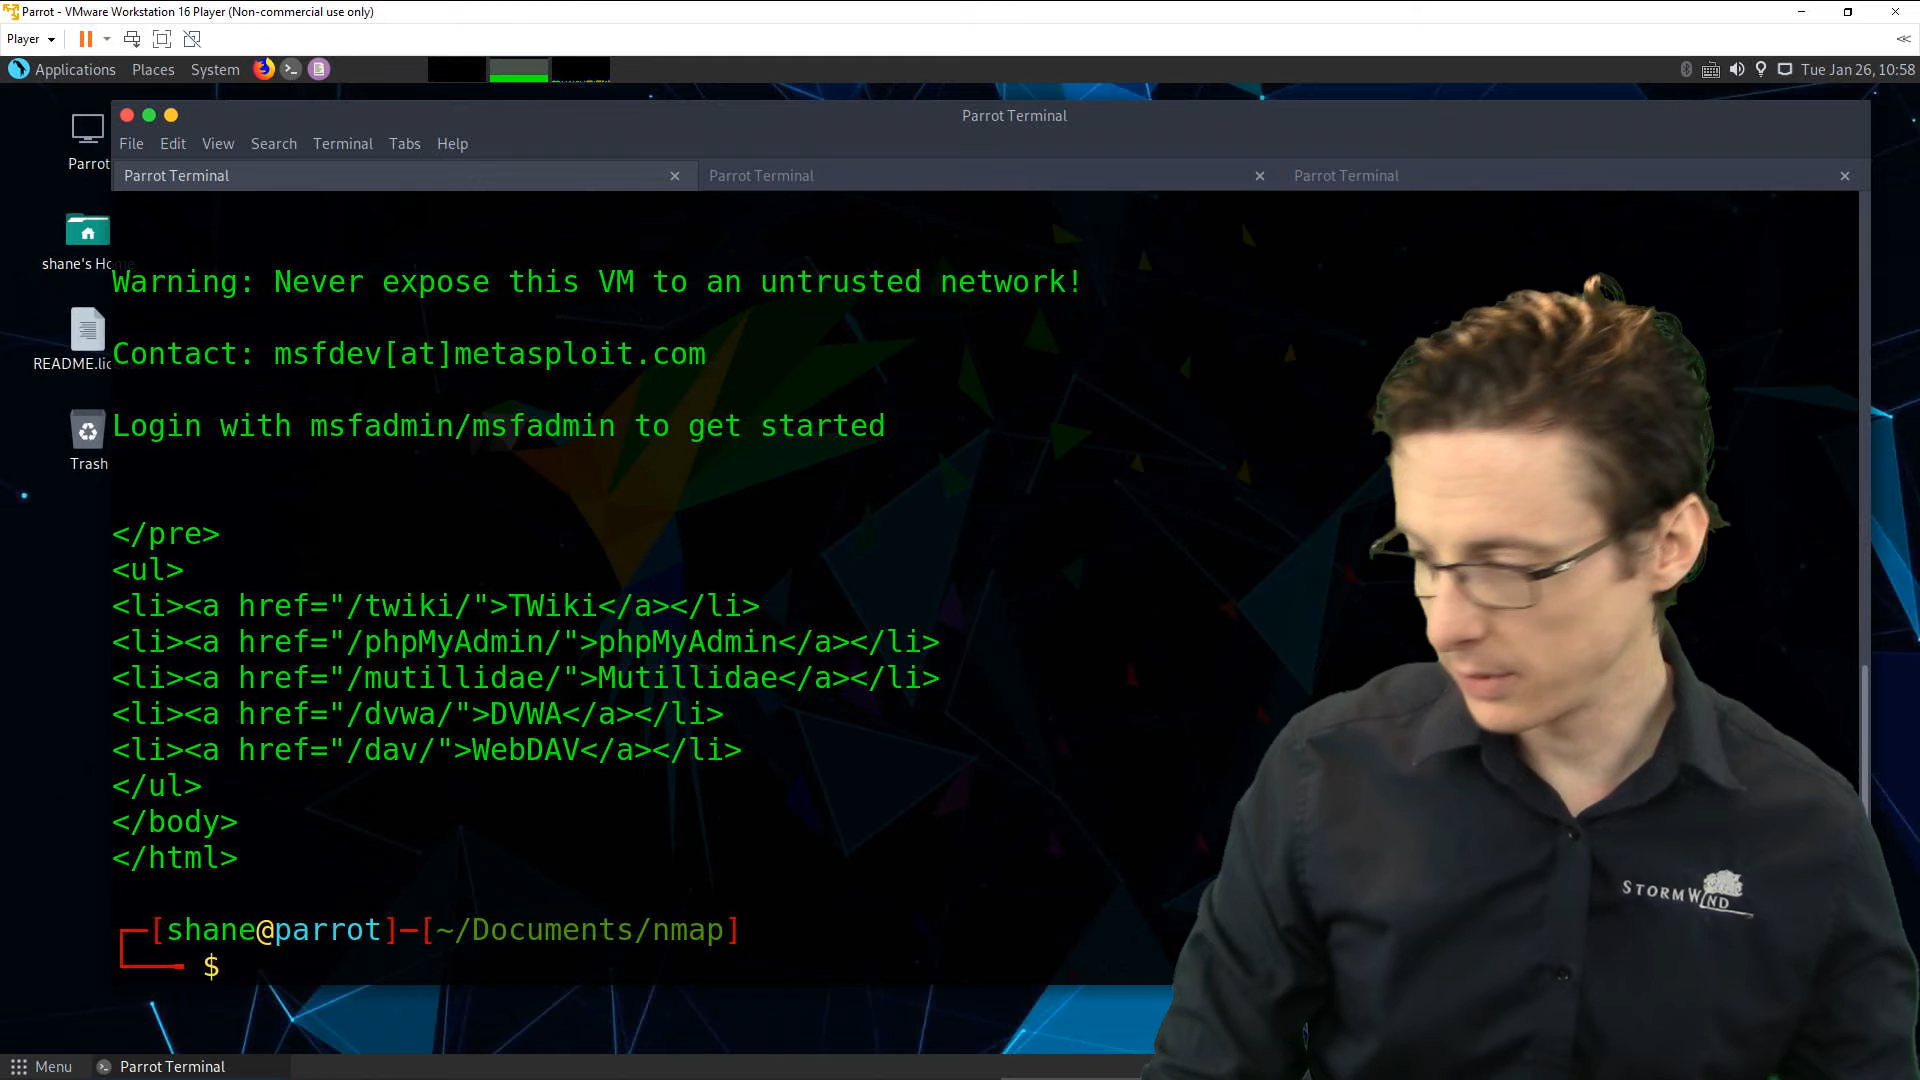 Parrot - VMware Workstation 16 Player (Non-commercial use only)
Player
Applications Places System
Tue Jan 26, 10:58
Parrot Terminal
File Edit View Search Terminal Tabs Help
Parrot Terminal
Parrot Terminal
Parrot Terminal
Parrot
shane's Ho
README.lic
Trash
Warning: Never expose this VM to an untrusted network!
Contact: msfdev[at]metasploit.com
Login with msfadmin/msfadmin to get started
</pre>
<ul>
<li><a href="/twiki/">TWiki</a></li>
<li><a href="/phpMyAdmin/">phpMyAdmin</a></li>
<li><a href="/mutillidae/">Mutillidae</a></li>
<li><a href="/dvwa/">DVWA</a></li>
<li><a href="/dav/">WebDAV</a></li>
</ul>
</body>
</html>
[shane@parrot]-[~/Documents/nmap]
$
STORMWIND
Menu
Parrot Terminal